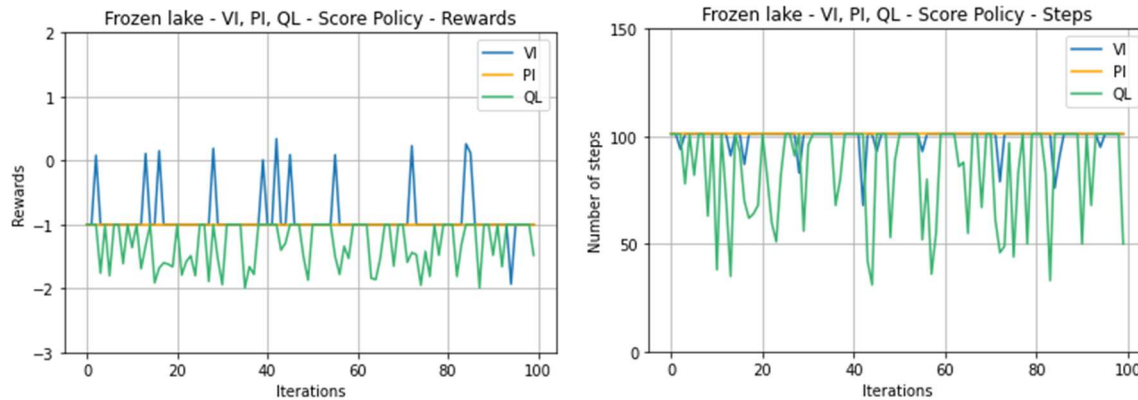 Frozen lake - VI, PI, QL - Score Policy - Rewards
2
1
0
-1
-2
-3
Rewards
VI
PI
QL
0
20
40
60
80
100
Iterations
Frozen lake - VI, PI, QL - Score Policy - Steps
150
100
50
0
Number of steps
VI
PI
QL
0
20
40
60
80
100
Iterations